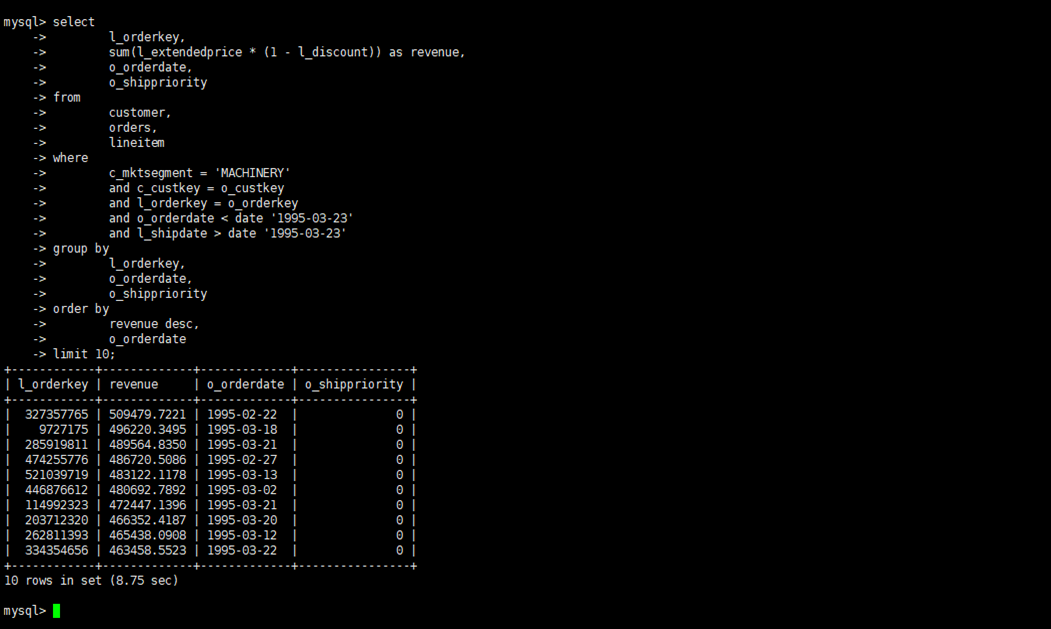 mysql> select
    ->         l_orderkey,
    ->         sum(l_extendedprice * (1 - l_discount)) as revenue,
    ->         o_orderdate,
    ->         o_shippriority
    -> from
    ->         customer,
    ->         orders,
    ->         lineitem
    -> where
    ->         c_mktsegment = 'MACHINERY'
    ->         and c_custkey = o_custkey
    ->         and l_orderkey = o_orderkey
    ->         and o_orderdate < date '1995-03-23'
    ->         and l_shipdate > date '1995-03-23'
    -> group by
    ->         l_orderkey,
    ->         o_orderdate,
    ->         o_shippriority
    -> order by
    ->         revenue desc,
    ->         o_orderdate
    -> limit 10;
+------------+-------------+-------------+----------------+
| l_orderkey | revenue     | o_orderdate | o_shippriority |
+------------+-------------+-------------+----------------+
|  327357765 | 509479.7221 | 1995-02-22  |              0 |
|    9727175 | 496220.3495 | 1995-03-18  |              0 |
|  285919811 | 489564.8350 | 1995-03-21  |              0 |
|  474255776 | 486720.5086 | 1995-02-27  |              0 |
|  521039719 | 483122.1178 | 1995-03-13  |              0 |
|  446876612 | 480692.7892 | 1995-03-02  |              0 |
|  114992323 | 472447.1396 | 1995-03-21  |              0 |
|  203712320 | 466352.4187 | 1995-03-20  |              0 |
|  262811393 | 465438.0908 | 1995-03-12  |              0 |
|  334354656 | 463458.5523 | 1995-03-22  |              0 |
+------------+-------------+-------------+----------------+
10 rows in set (8.75 sec)
mysql>